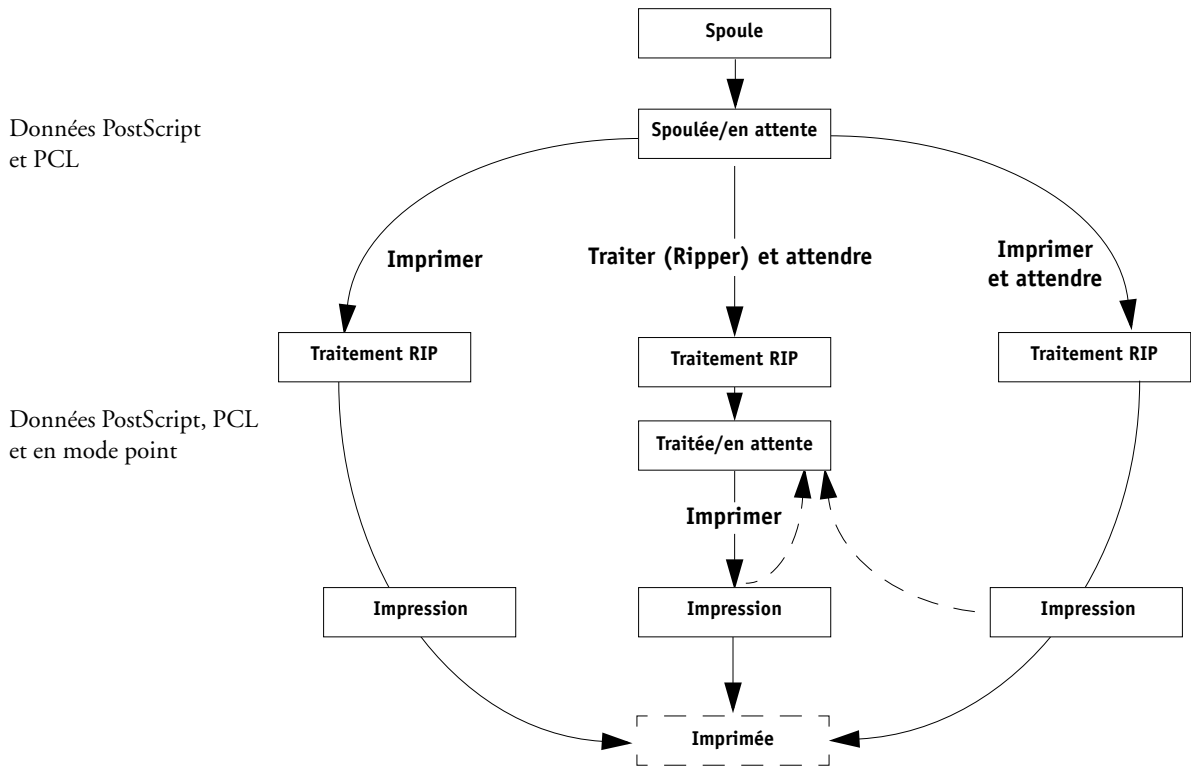 Spoule
Données PostScript
et PCL
Spoulée/en attente
Imprimer
Traiter (Ripper) et attendre
Imprimer
et attendre
Traitement RIP
Traitement RIP
Traitement RIP
Données PostScript, PCL
et en mode point
Traitée/en attente
Imprimer
Impression
Impression
Impression
Imprimée